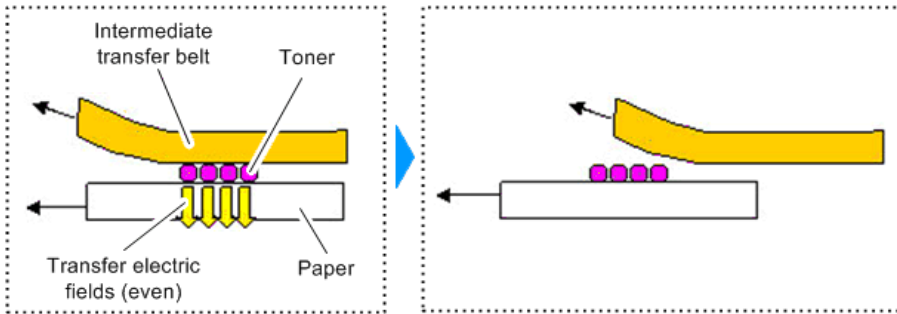 Intermediate
transfer belt
Toner
Transfer electric
fields (even)
Paper